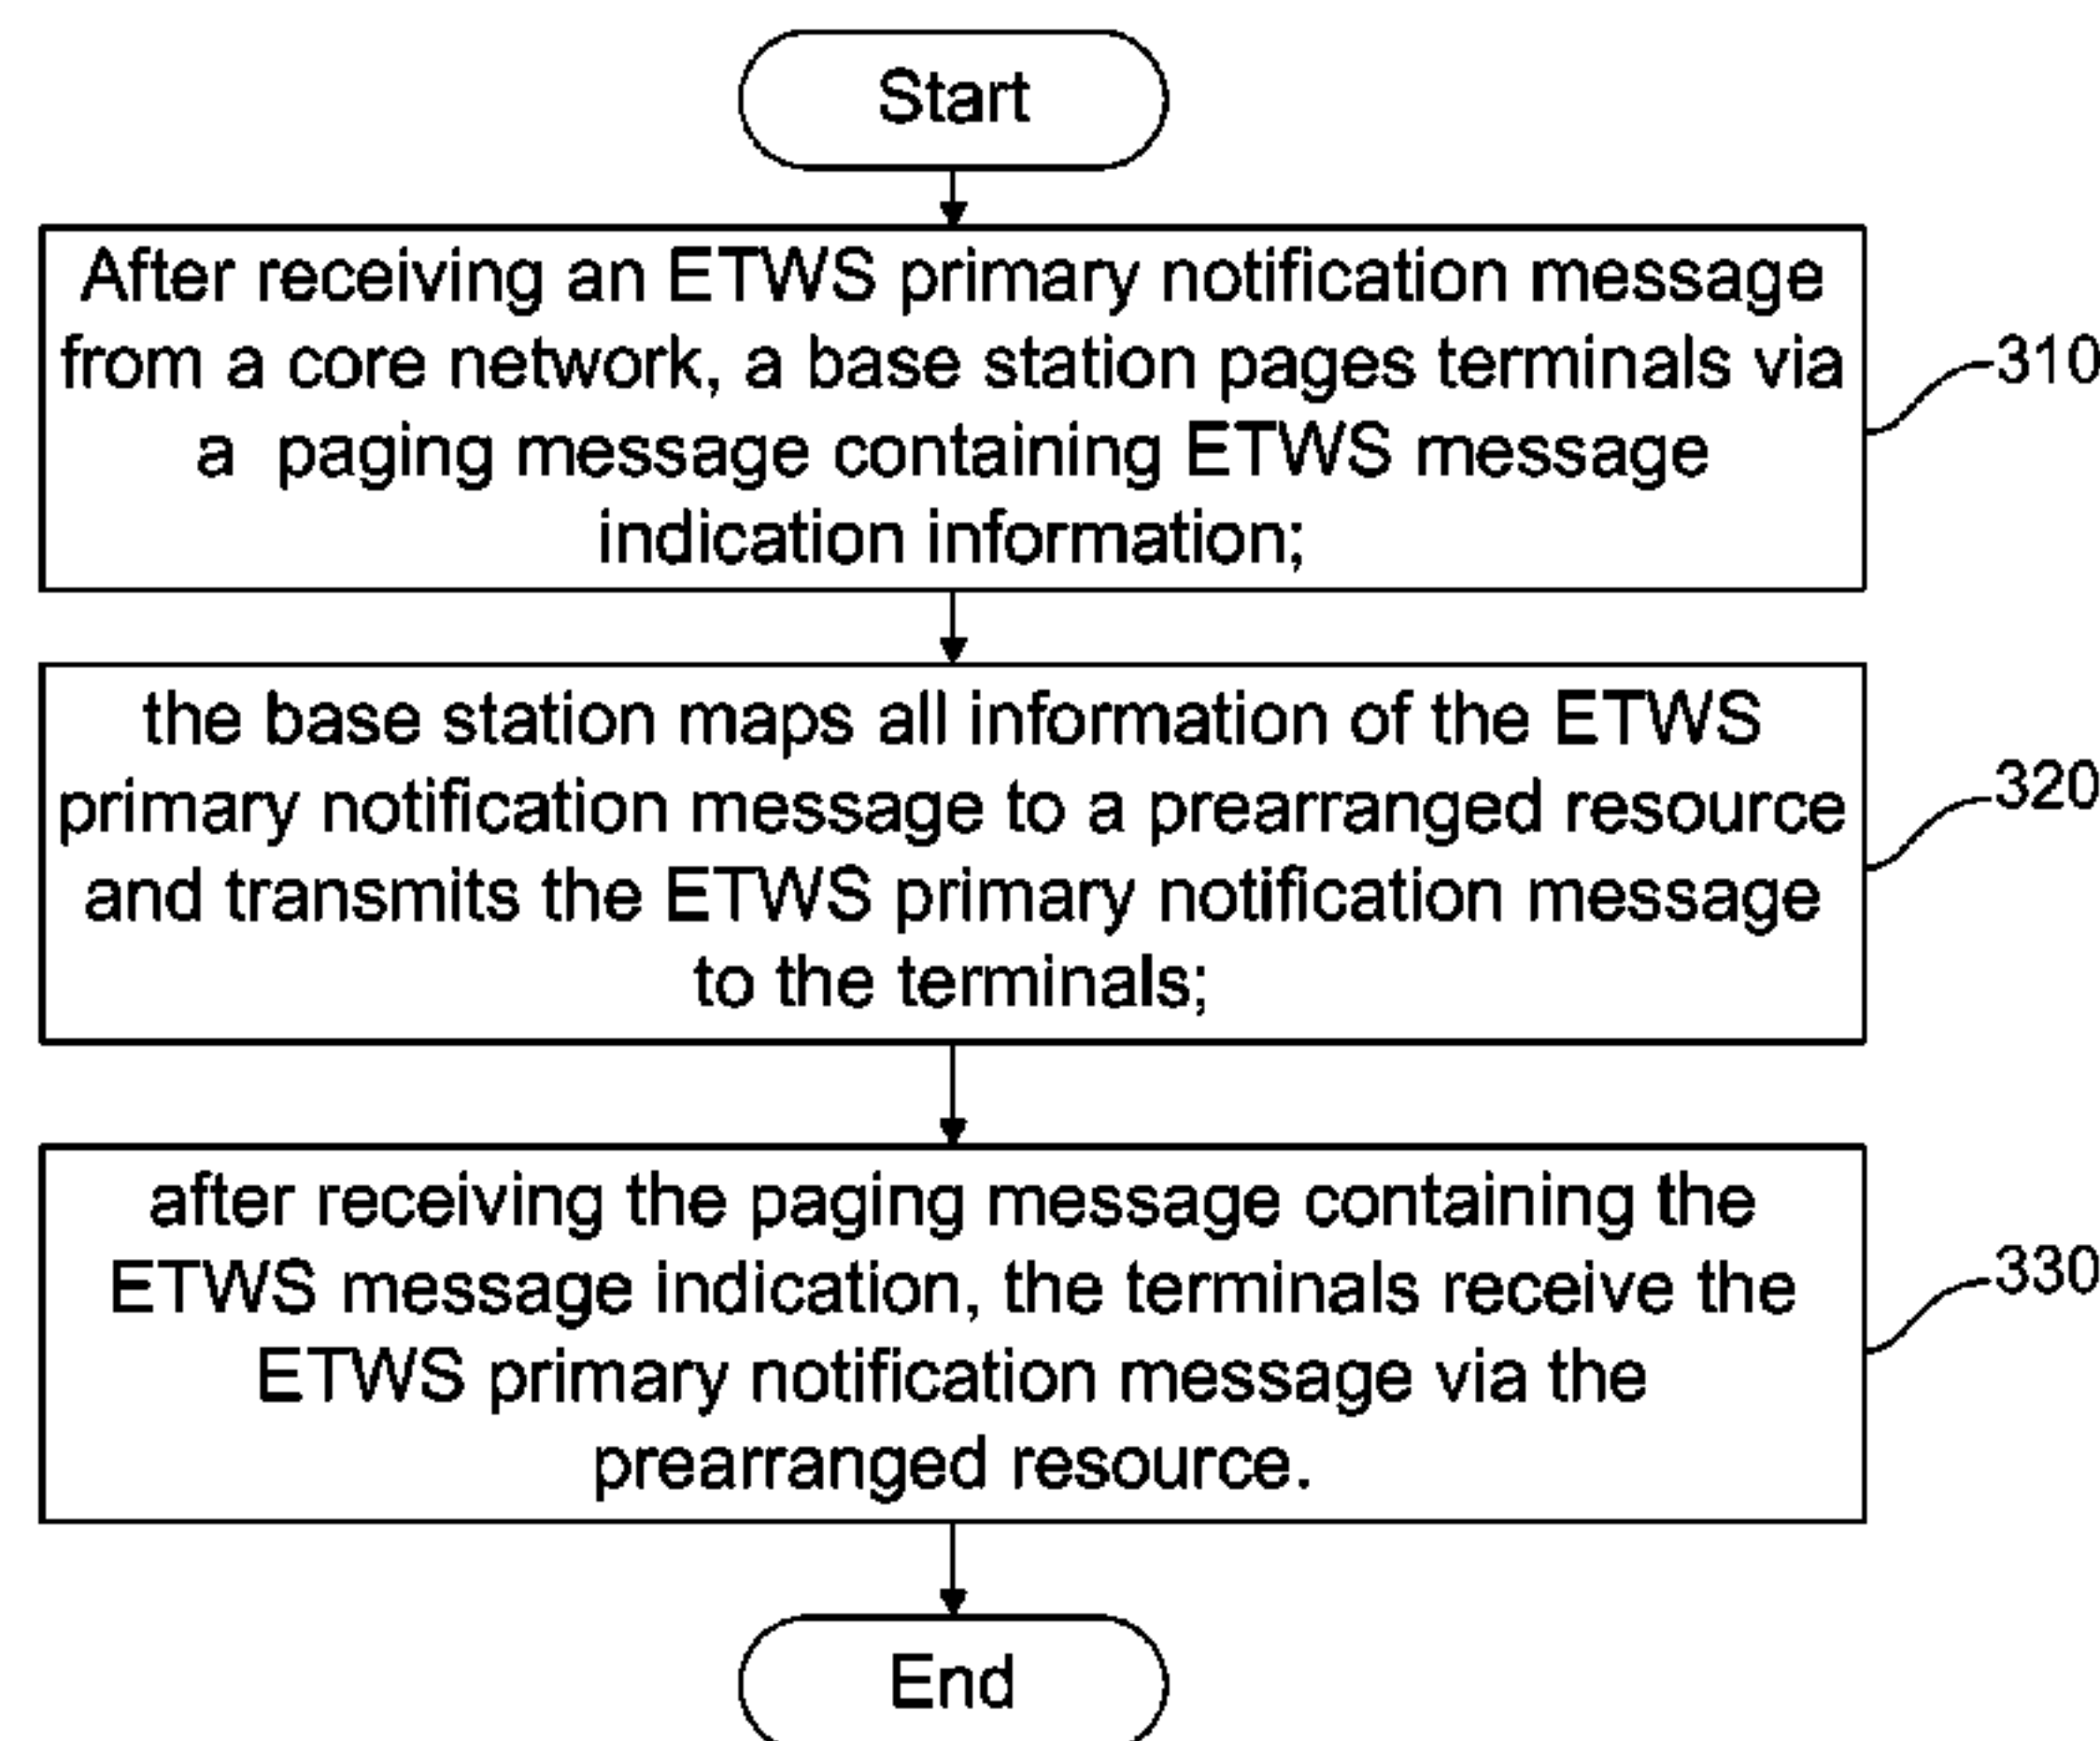 Start
After receiving an ETWS primary notification message
from a core network, a base station pages terminals via
a paging message containing ETWS message
indication information;
310
the base station maps all information of the ETWS
primary notification message to a prearranged resource
and transmits the ETWS primary notification message
to the terminals;
320
after receiving the paging message containing the
ETWS message indication, the terminals receive the
ETWS primary notification message via the
prearranged resource.
330
End